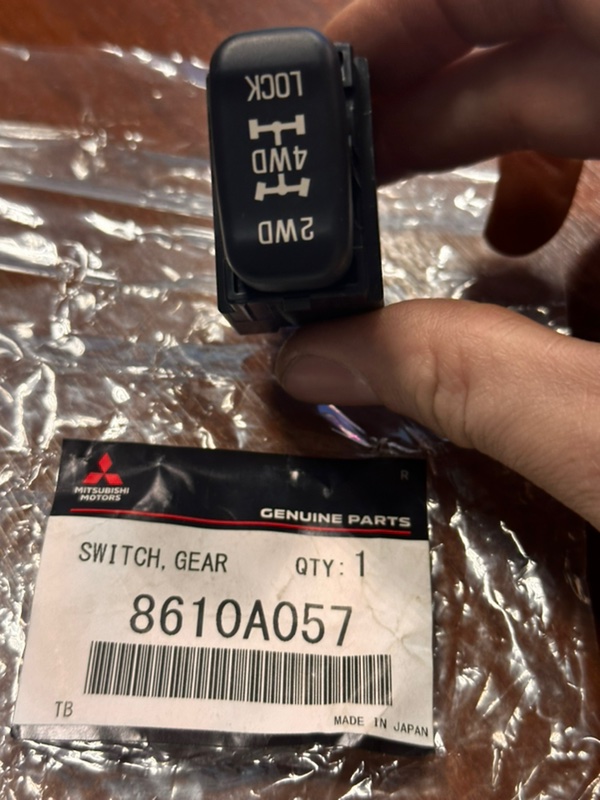 LOCK
4WD
2WD
MITSUBISHI
MOTORS
R
GENUINE PARTS
SWITCH, GEAR QTY: 1
8610A057
TB
MADE IN JAPAN